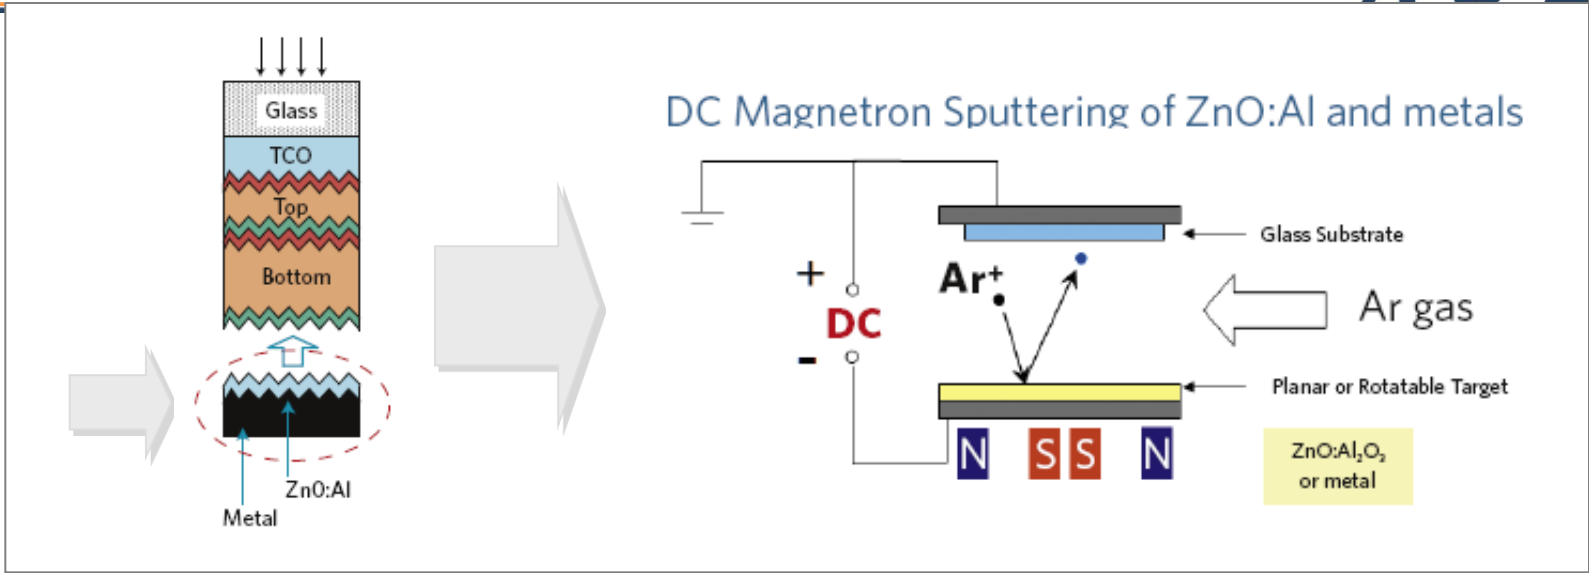 Glass
TCO
Top
Bottom
ZnO:Al
Metal
DC Magnetron Sputtering of ZnO:Al and metals
+
DC
-
Ar⁺
Glass Substrate
Ar gas
Planar or Rotatable Target
N S S N
ZnO:Al₂O₃
or metal